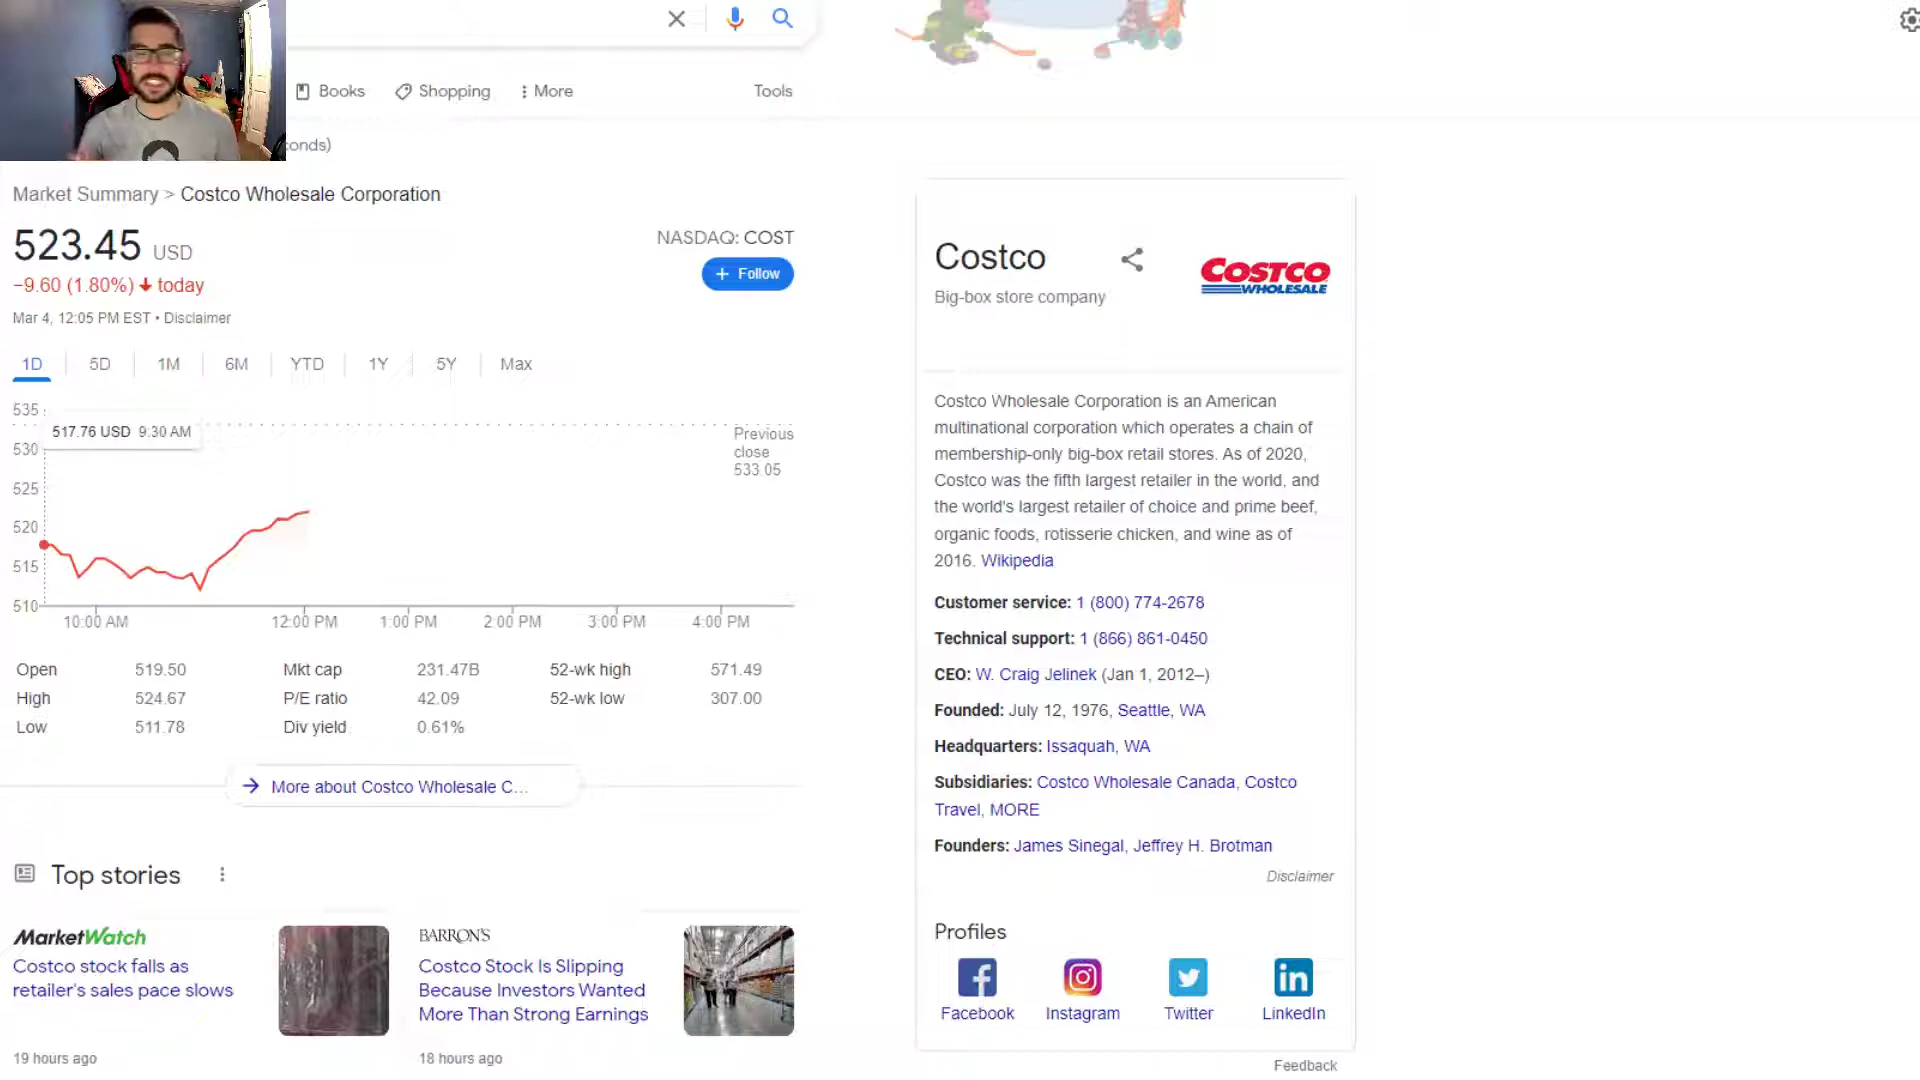 Books
Shopping
More
Tools
conds)
Market Summary > Costco Wholesale Corporation
523.45 USD
−9.60 (1.80%) today
Mar 4, 12:05 PM EST • Disclaimer
NASDAQ: COST
+ Follow
1D 5D 1M 6M YTD 1Y 5Y Max
535
530
525
520
515
510
517.76 USD 9:30 AM
Previous
close
533.05
10:00 AM 12:00 PM 1:00 PM 2:00 PM 3:00 PM 4:00 PM
Open 519.50 Mkt cap 231.47B 52-wk high 571.49
High 524.67 P/E ratio 42.09 52-wk low 307.00
Low 511.78 Div yield 0.61%
More about Costco Wholesale C...
Top stories
MarketWatch
Costco stock falls as
retailer's sales pace slows
19 hours ago
BARRON'S
Costco Stock Is Slipping
Because Investors Wanted
More Than Strong Earnings
18 hours ago
Costco
Big-box store company
COSTCO
WHOLESALE
Costco Wholesale Corporation is an American
multinational corporation which operates a chain of
membership-only big-box retail stores. As of 2020,
Costco was the fifth largest retailer in the world, and
the world's largest retailer of choice and prime beef,
organic foods, rotisserie chicken, and wine as of
2016. Wikipedia
Customer service: 1 (800) 774-2678
Technical support: 1 (866) 861-0450
CEO: W. Craig Jelinek (Jan 1, 2012–)
Founded: July 12, 1976, Seattle, WA
Headquarters: Issaquah, WA
Subsidiaries: Costco Wholesale Canada, Costco
Travel, MORE
Founders: James Sinegal, Jeffrey H. Brotman
Disclaimer
Profiles
Facebook
Instagram
Twitter
LinkedIn
Feedback